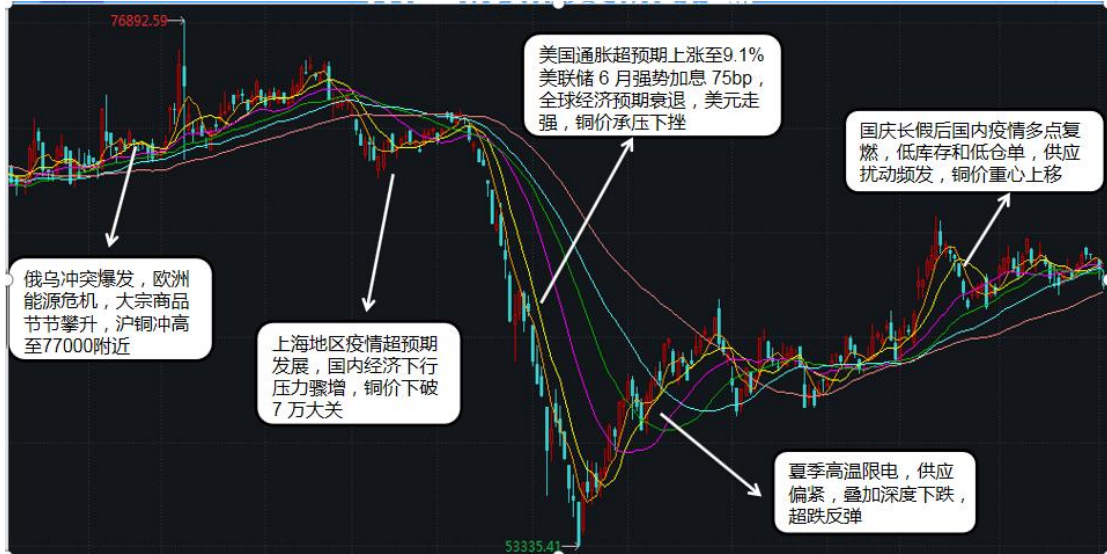 76892.59
美国通胀超预期上涨至9.1%
美联储 6 月强势加息 75bp，
全球经济预期衰退，美元走
强，铜价承压下挫
国庆长假后国内疫情多点复
燃，低库存和低仓单，供应
扰动频发，铜价重心上移
俄乌冲突爆发，欧洲
能源危机，大宗商品
节节攀升，沪铜冲高
至77000附近
上海地区疫情超预期
发展，国内经济下行
压力骤增，铜价下破
7 万大关
夏季高温限电，供应
偏紧，叠加深度下跌，
超跌反弹
53335.41